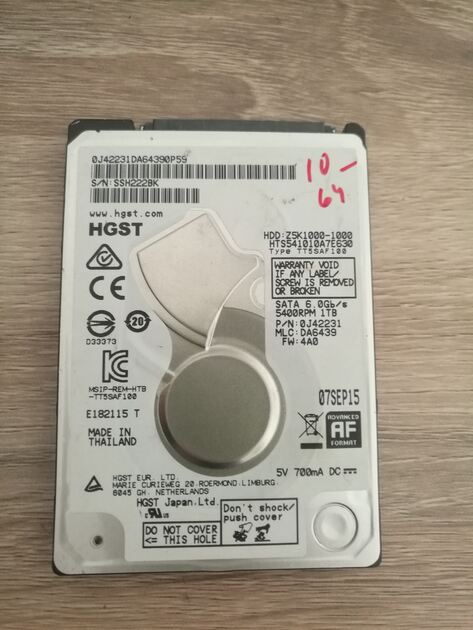 0J42231DA64390P59
S/N:SSH222BK
10-
64
www.hgst.com
HGST
HDD:Z5K1000-1000
HTS541010A7E630
Type TT5SAF100
WARRANTY VOID
IF ANY LABEL/
SCREW IS REMOVED
OR BROKEN
CE
SATA 6.0Gb/s
5400RPM 1TB
P/N:0J42231
MLC:DA6439
FW:4A0
20
D33373
MSIP-REM-HTB
-TT5SAF100
E182115 T
07SEP15
MADE IN
THAILAND
ADVANCED
AF
FORMAT
5V 700mA DC
HGST EUR. LTD.
MARIE CURIEWEG 20.ROERMOND.LIMBURG.
6045 GH. NETHERLANDS
HGST Japan.Ltd.
c RU us
Don't shock/
push cover
DO NOT COVER
<= THIS HOLE